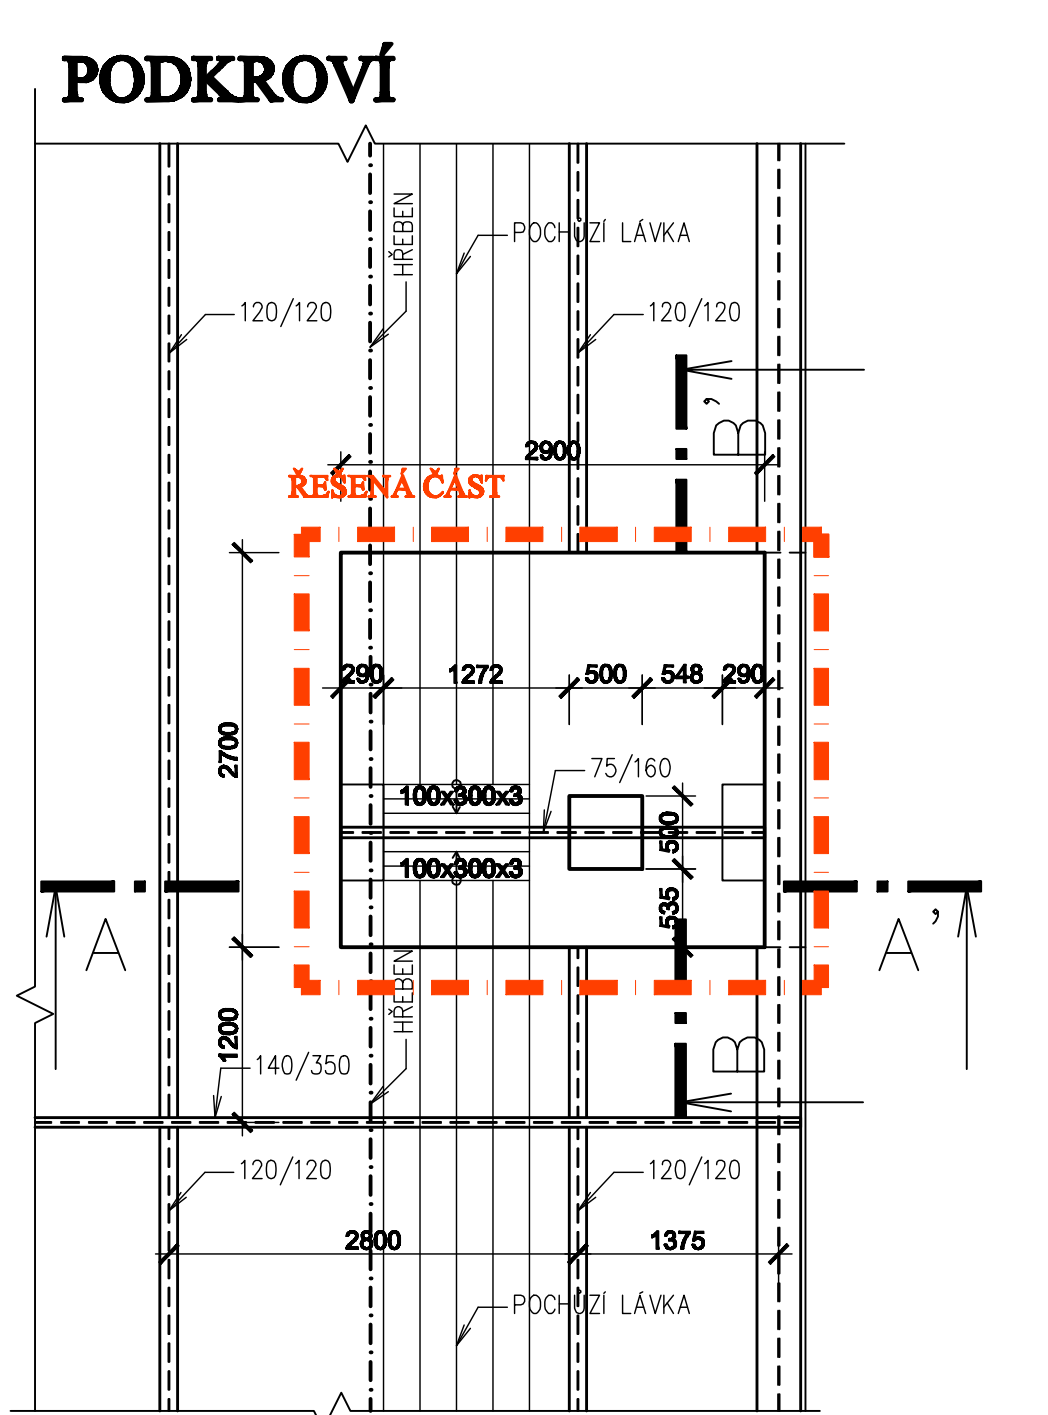 PODKROVÍ
HŘEBEN
POCHŮZÍ LÁVKA
120/120
120/120
B'
2900
ŘEŠENÁ ČÁST
290
1272
500
548
290
2700
75/160
100x300x3
500
100x300x3
535
A
A'
HŘEBEN
1200
B
140/350
120/120
120/120
2800
1375
POCHŮZÍ LÁVKA